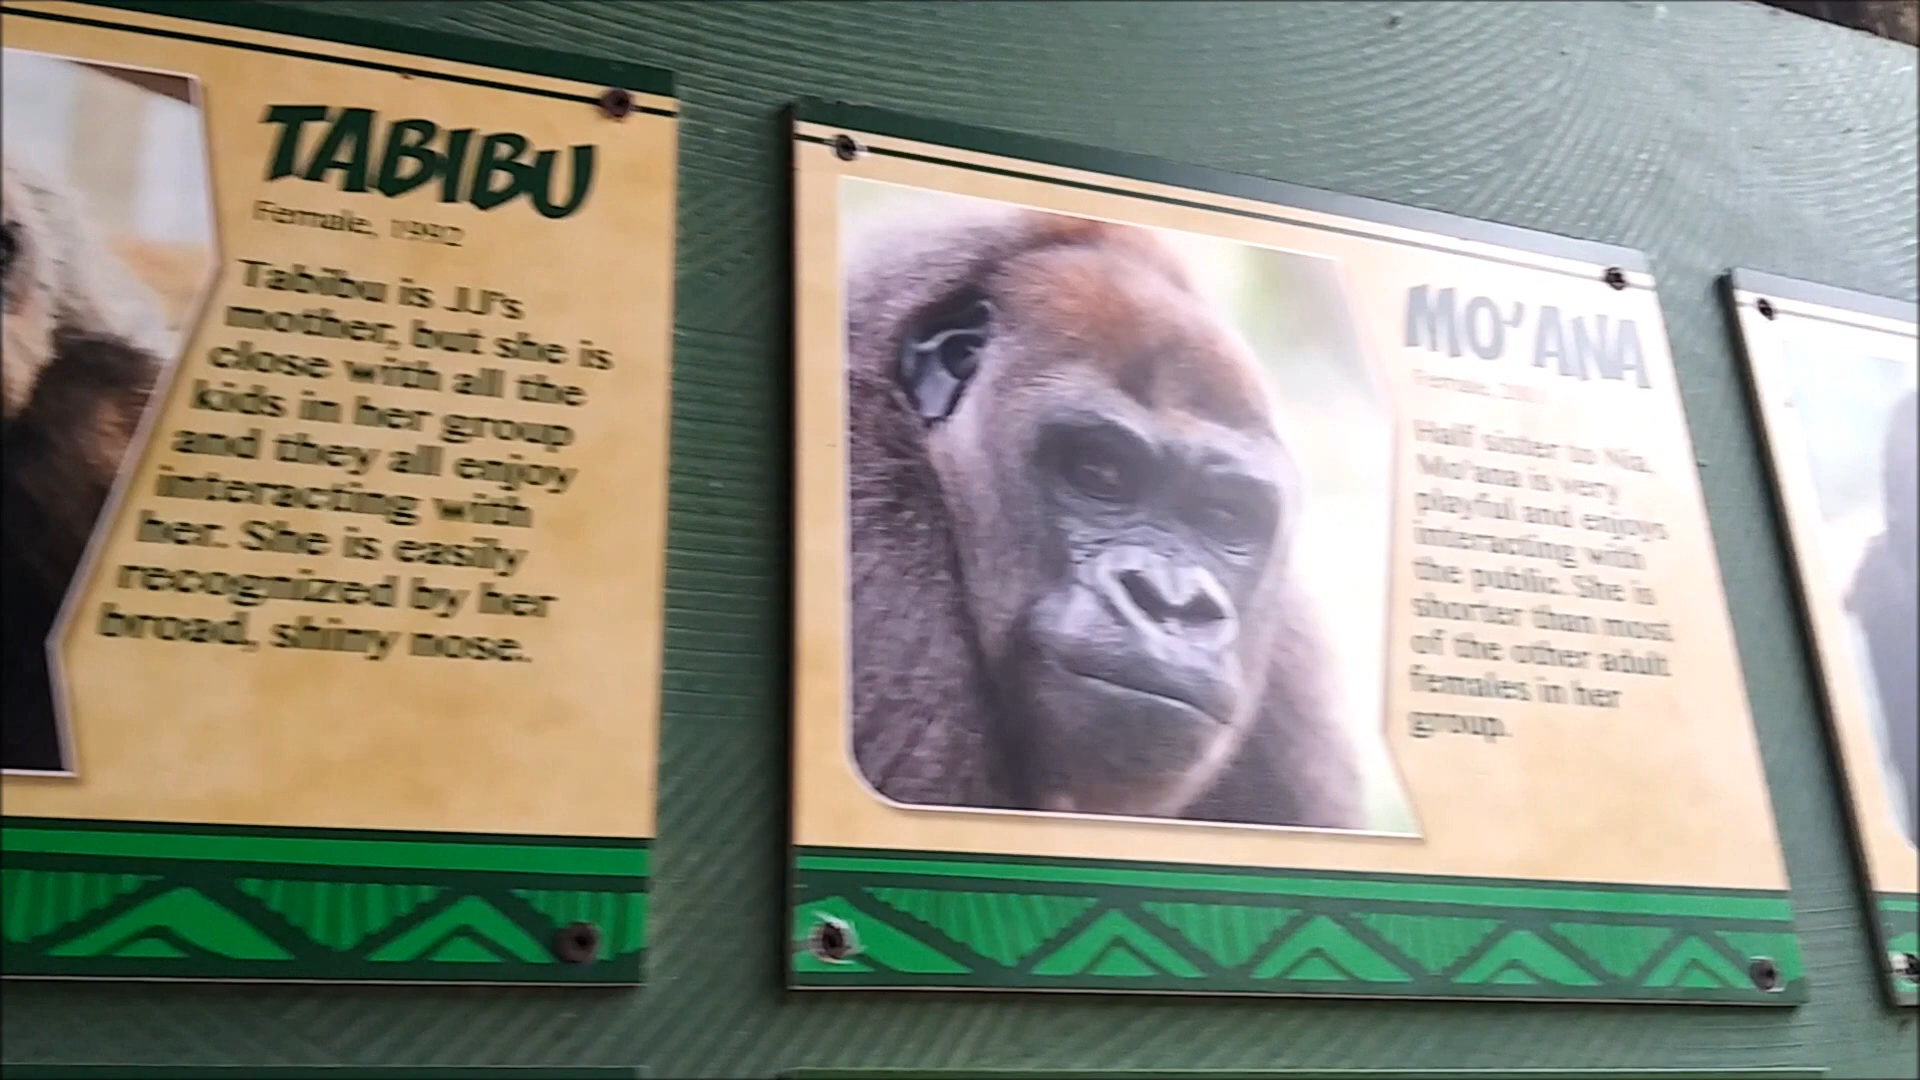 TABIBU
Female, 1992
Tabibu is JJ's
mother, but she is
close with all the
kids in her group
and they all enjoy
interacting with
her. She is easily
recognized by her
broad, shiny nose.
MO'ANA
Female,
Half sister to Nia,
Mo'ana is very
playful and enjoys
interacting with
the public. She is
shorter than most
of the other adult
females in her
group.